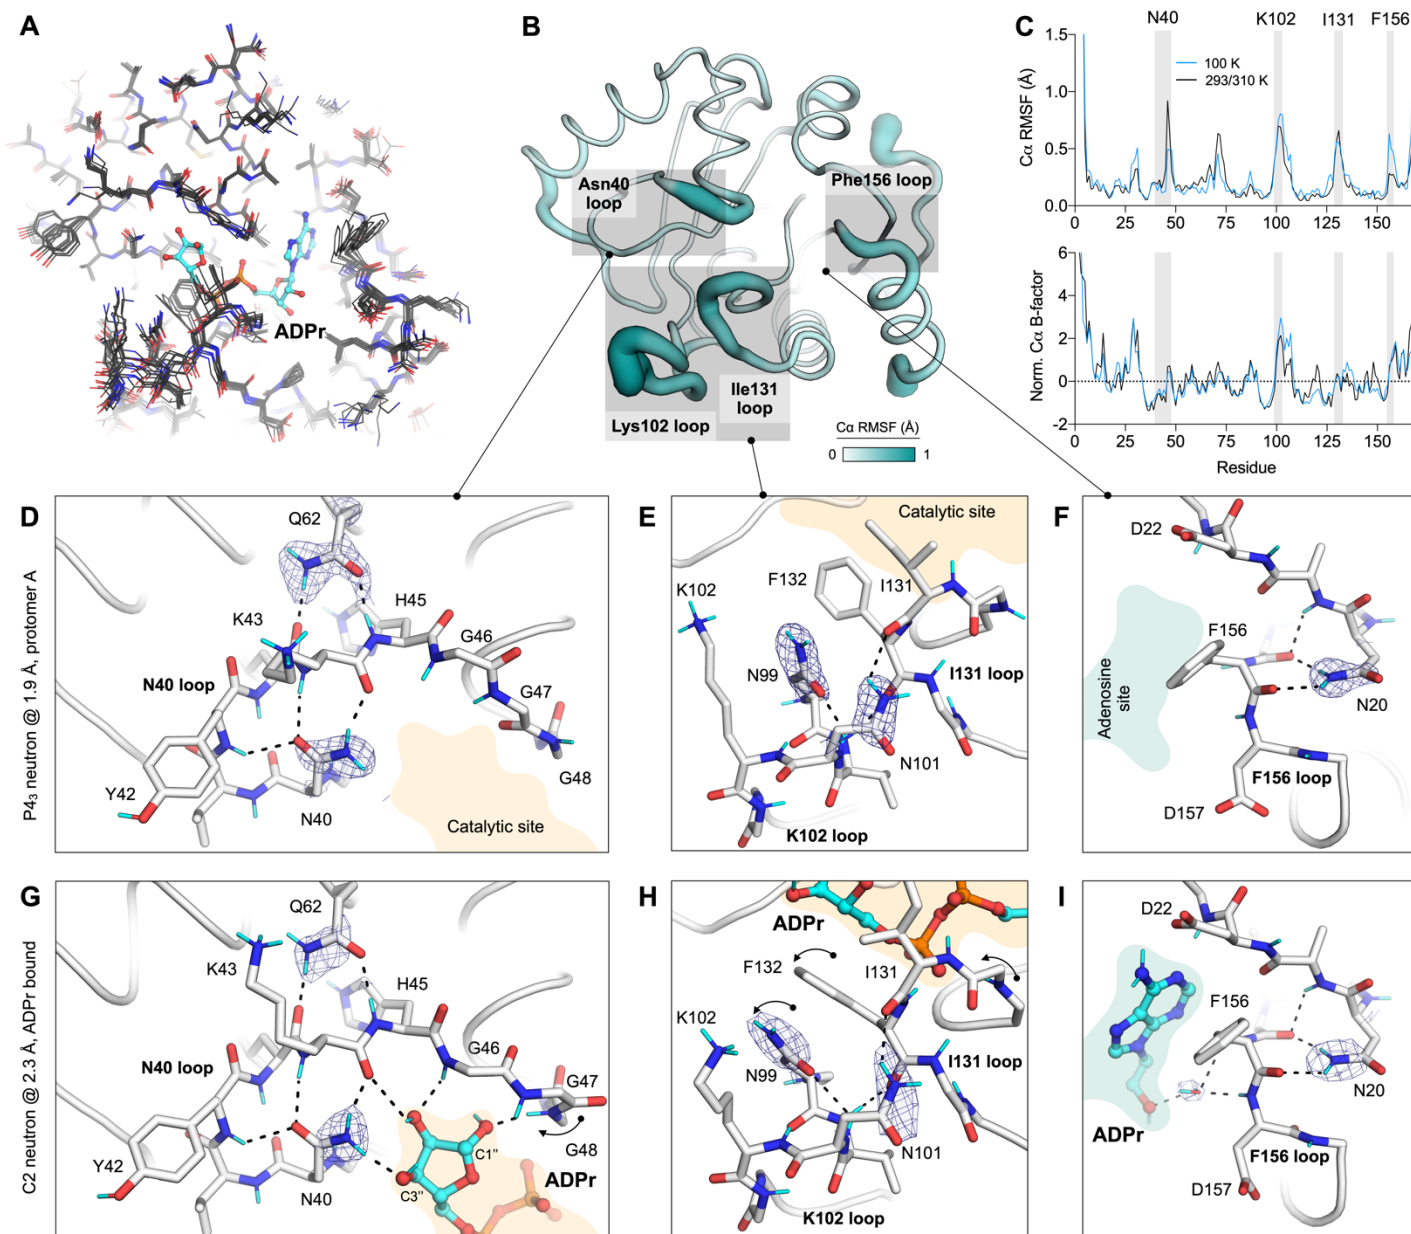 A
ADPr
B
Asn40
loop
Phe156 loop
Ile131
loop
Lys102 loop
Cα RMSF (Å)
0 1
C
N40 K102 I131 F156
1.5
1.0
0.5
0.0
Cα RMSF (Å)
100 K
293/310 K
0 25 50 75 100 125 150
6
4
2
0
-2
Norm. Cα B-factor
0 25 50 75 100 125 150
Residue
P4₃ neutron @ 1.9 Å, protomer A
D
Q62
K43
H45
G46
N40 loop
G47
G48
Y42
N40
Catalytic site
E
Catalytic site
K102
F132
I131
N99
I131 loop
N101
K102 loop
F
D22
F156
Adenosine
site
N20
F156 loop
D157
C2 neutron @ 2.3 Å, ADPr bound
G
Q62
K43
H45
G46
N40 loop
G47
G48
Y42
N40
C1''
C3''
ADPr
H
ADPr
F132
I131
K102
N99
I131 loop
N101
K102 loop
I
D22
F156
N20
ADPr
F156 loop
D157